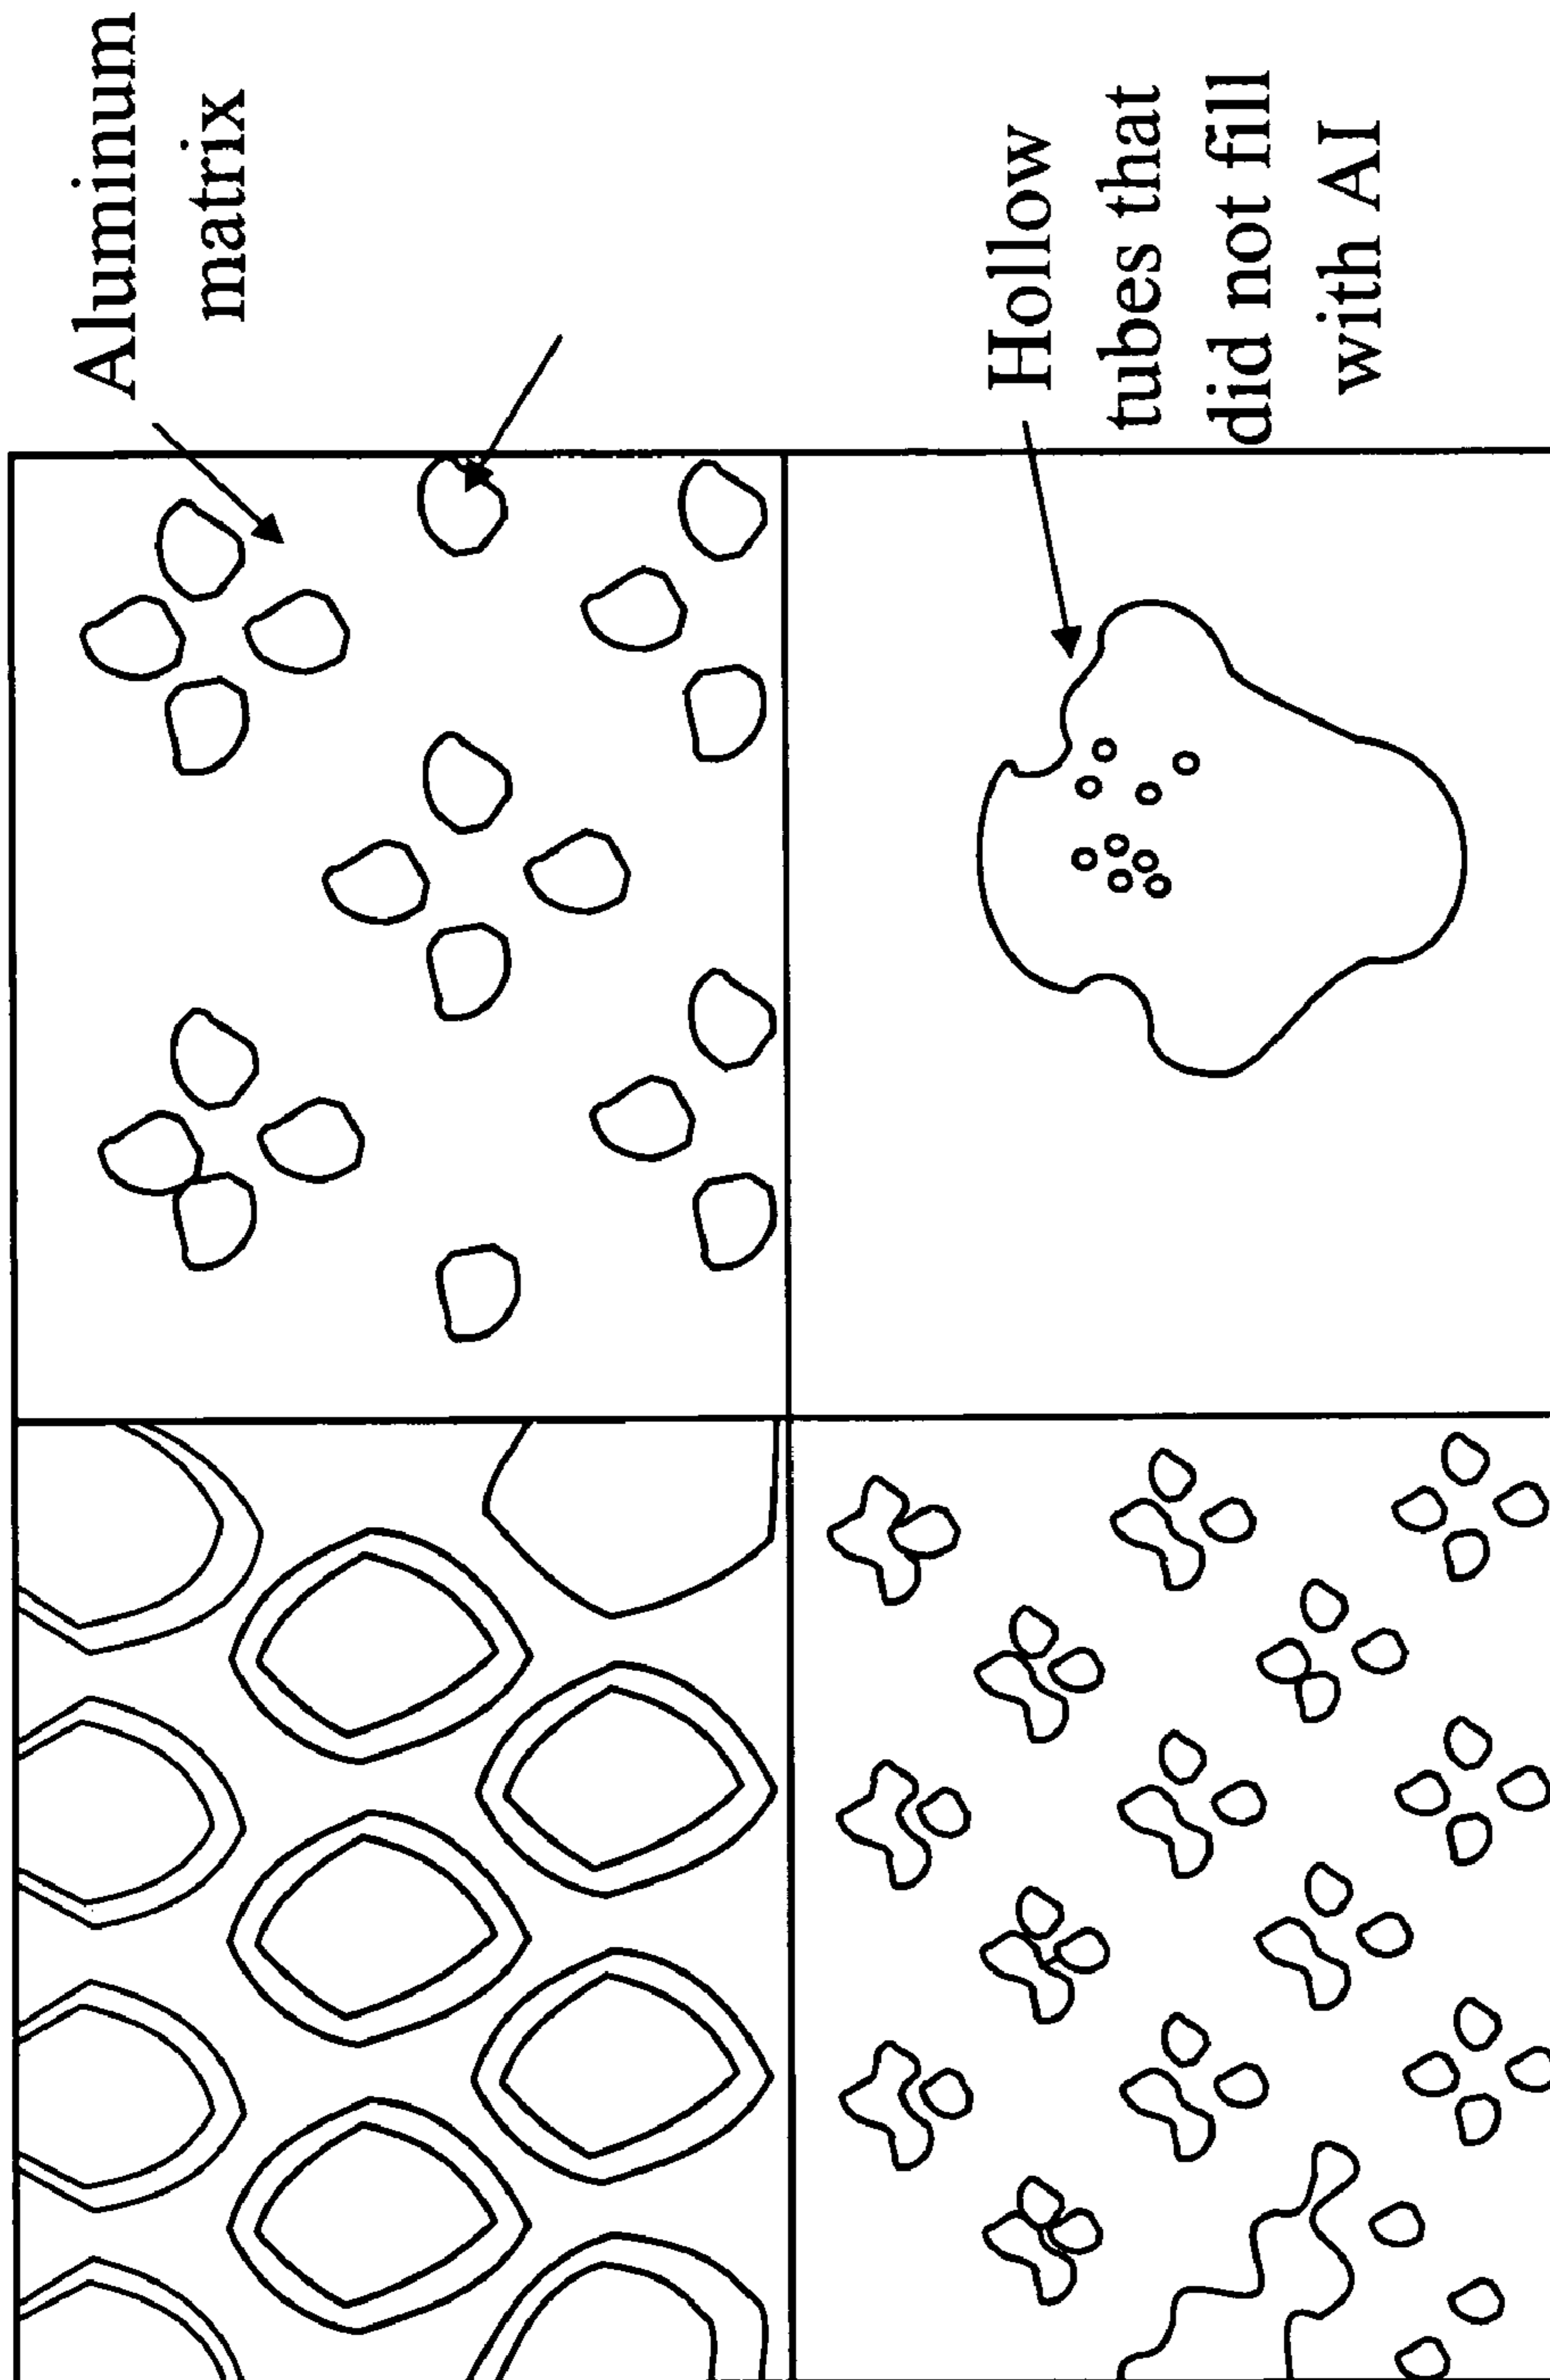 Aluminum
matrix
Hollow
tubes that
did not fill
with Al